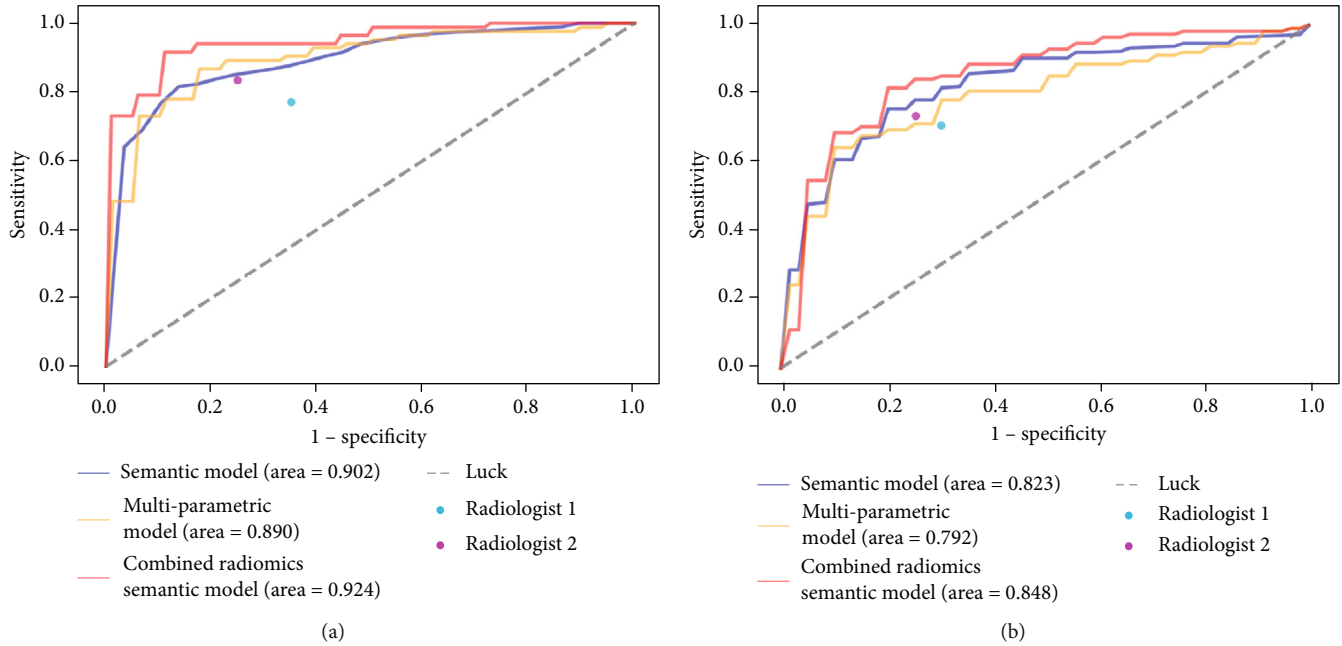 1.0
0.8
0.6
0.4
0.2
0.0
Sensitivity
0.0 0.2 0.4 0.6 0.8 1.0
1 – specificity
Semantic model (area = 0.902)
Multi-parametric
model (area = 0.890)
Combined radiomics
semantic model (area = 0.924)
Luck
Radiologist 1
Radiologist 2
(a)
1.0
0.8
0.6
0.4
0.2
0.0
Sensitivity
0.0 0.2 0.4 0.6 0.8 1.0
1 – specificity
Semantic model (area = 0.823)
Multi-parametric
model (area = 0.792)
Combined radiomics
semantic model (area = 0.848)
Luck
Radiologist 1
Radiologist 2
(b)